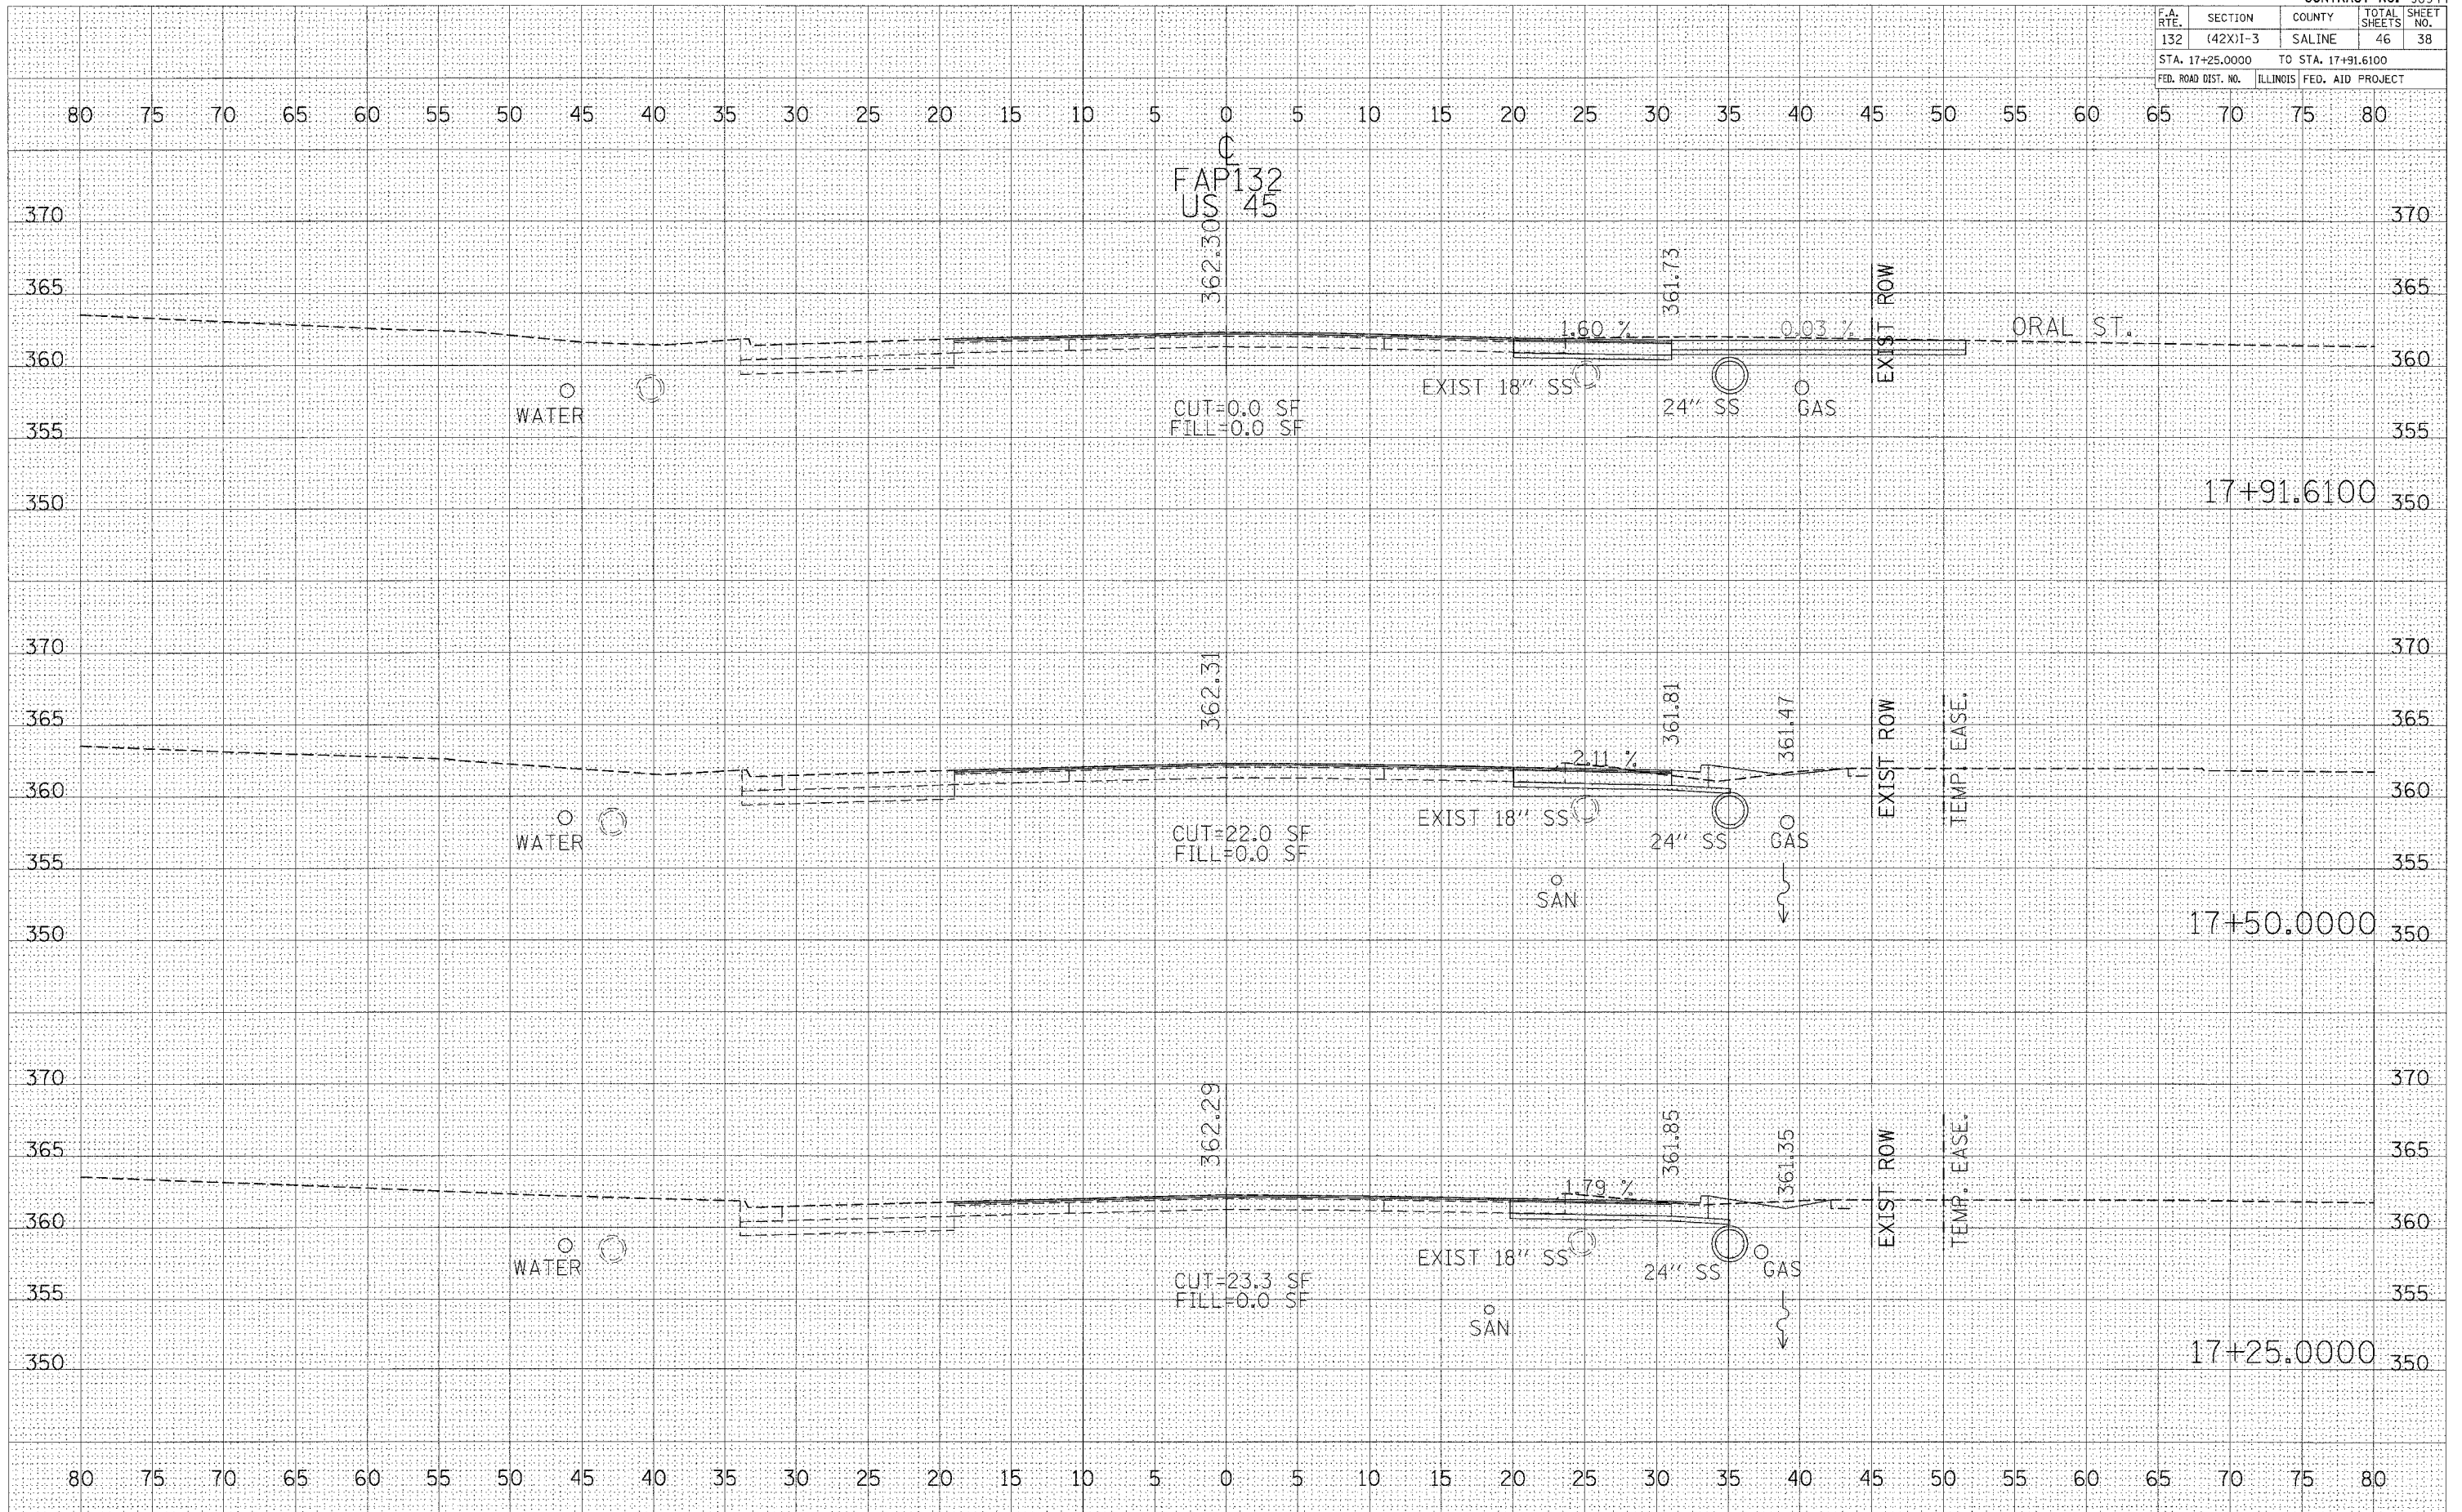 F.A. RTE. SECTION COUNTY TOTAL SHEETS SHEET NO.
132 (42X)I-3 SALINE 46 38
STA. 17+25.0000 TO STA. 17+91.6100
FED. ROAD DIST. NO. ILLINOIS FED. AID PROJECT
80 75 70 65 60 55 50 45 40 35 30 25 20 15 10 5 0 5 10 15 20 25 30 35 40 45 50 55 60 65 70 75 80
FAP132
US 45
370 370
362.30
361.73
EXIST ROW
365 365
1.60 %
0.03 %
ORAL ST.
360 360
WATER
EXIST 18" SS
24" SS
GAS
CUT=0.0 SF
FILL=0.0 SF
355 355
17+91.6100
350 350
370 370
362.31
361.81
361.47
EXIST ROW
TEMP. EASE.
365 365
2.11 %
360 360
WATER
EXIST 18" SS
24" SS
GAS
CUT=22.0 SF
FILL=0.0 SF
355 355
SAN
17+50.0000
350 350
370 370
362.29
361.85
361.35
EXIST ROW
TEMP. EASE.
365 365
1.79 %
360 360
WATER
EXIST 18" SS
24" SS
GAS
CUT=23.3 SF
FILL=0.0 SF
355 355
SAN
17+25.0000
350 350
80 75 70 65 60 55 50 45 40 35 30 25 20 15 10 5 0 5 10 15 20 25 30 35 40 45 50 55 60 65 70 75 80